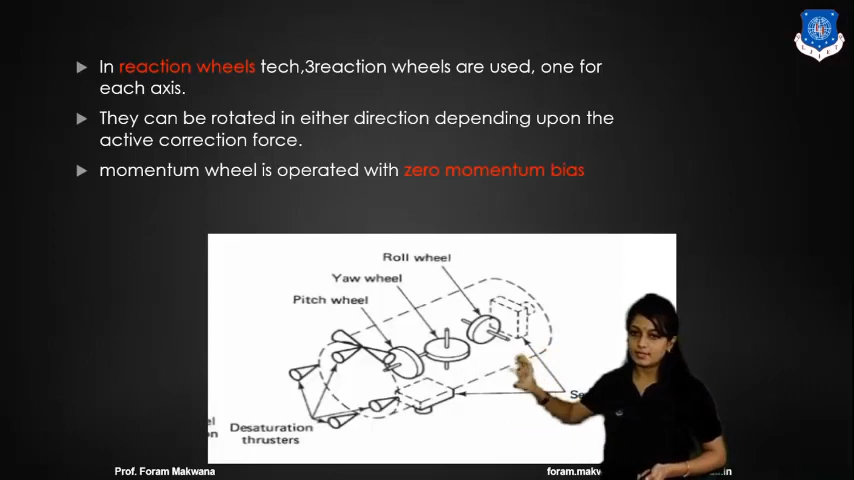 In reaction wheels tech,3reaction wheels are used, one for
each axis.
They can be rotated in either direction depending upon the
active correction force.
momentum wheel is operated with zero momentum bias
Roll wheel
Yaw wheel
Pitch wheel
Desaturation
thrusters
Prof. Foram Makwana